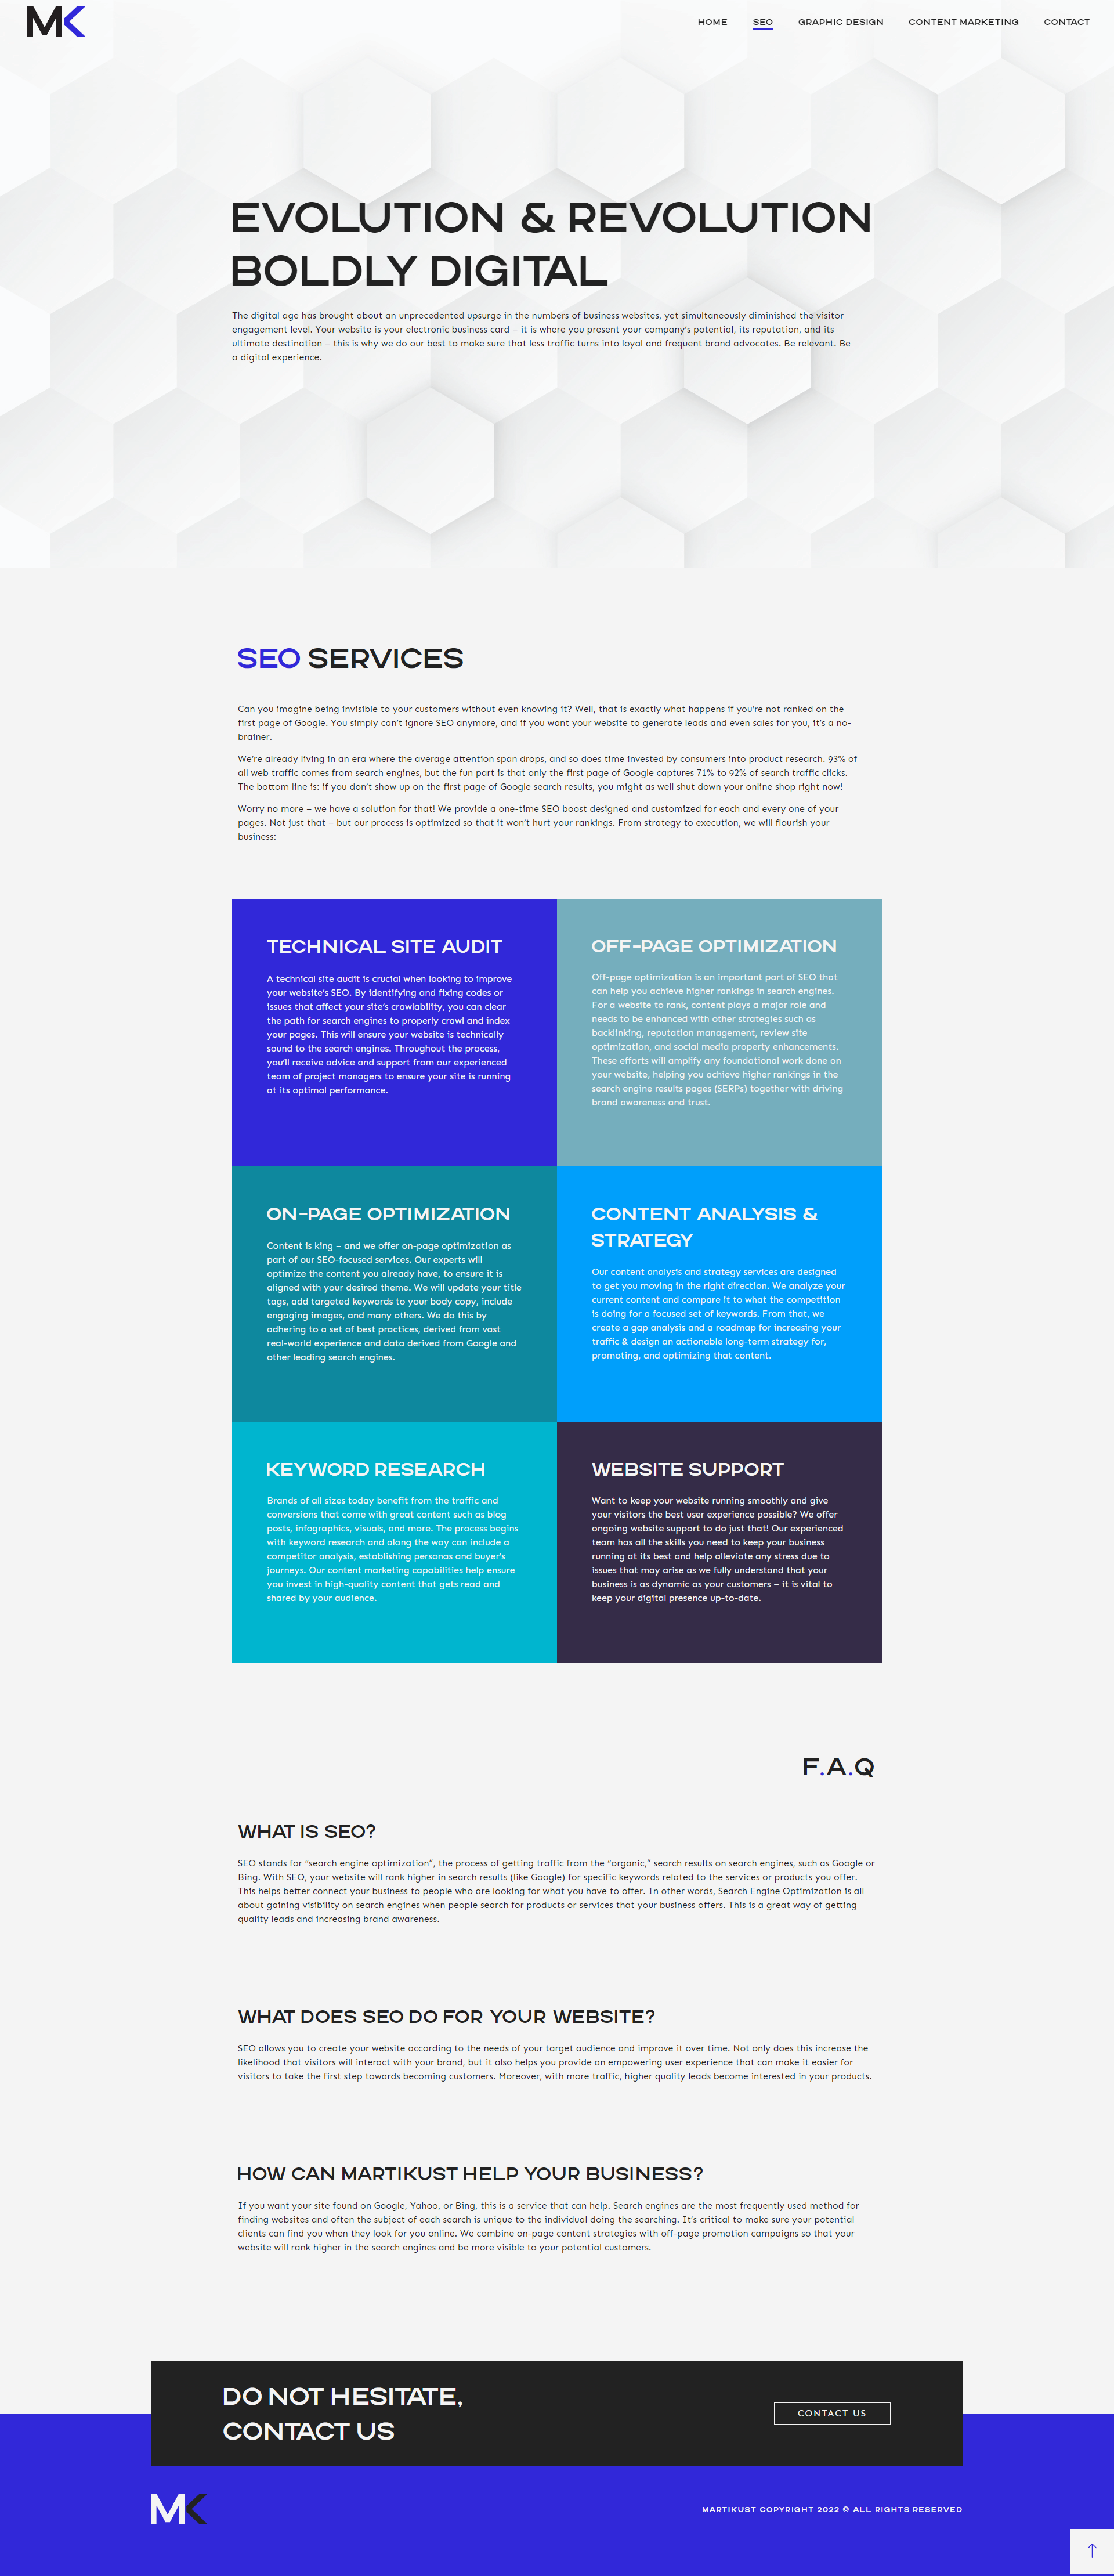 MK
HOME SEO GRAPHIC DESIGN CONTENT MARKETING CONTACT
EVOLUTION & REVOLUTION
BOLDLY DIGITAL
The digital age has brought about an unprecedented upsurge in the numbers of business websites, yet simultaneously diminished the visitor
engagement level. Your website is your electronic business card – it is where you present your company's potential, its reputation, and its
ultimate destination – this is why we do our best to make sure that less traffic turns into loyal and frequent brand advocates. Be relevant. Be
a digital experience.
SEO SERVICES
Can you imagine being invisible to your customers without even knowing it? Well, that is exactly what happens if you're not ranked on the
first page of Google. You simply can't ignore SEO anymore, and if you want your website to generate leads and even sales for you, it's a no-
brainer.
We're already living in an era where the average attention span drops, and so does time invested by consumers into product research. 93% of
all web traffic comes from search engines, but the fun part is that only the first page of Google captures 71% to 92% of search traffic clicks.
The bottom line is: if you don't show up on the first page of Google search results, you might as well shut down your online shop right now!
Worry no more – we have a solution for that! We provide a one-time SEO boost designed and customized for each and every one of your
pages. Not just that – but our process is optimized so that it won't hurt your rankings. From strategy to execution, we will flourish your
business:
TECHNICAL SITE AUDIT
A technical site audit is crucial when looking to improve
your website's SEO. By identifying and fixing codes or
issues that affect your site's crawlability, you can clear
the path for search engines to properly crawl and index
your pages. This will ensure your website is technically
sound to the search engines. Throughout the process,
you'll receive advice and support from our experienced
team of project managers to ensure your site is running
at its optimal performance.
OFF-PAGE OPTIMIZATION
Off-page optimization is an important part of SEO that
can help you achieve higher rankings in search engines.
For a website to rank, content plays a major role and
needs to be enhanced with other strategies such as
backlinking, reputation management, review site
optimization, and social media property enhancements.
These efforts will amplify any foundational work done on
your website, helping you achieve higher rankings in the
search engine results pages (SERPs) together with driving
brand awareness and trust.
ON-PAGE OPTIMIZATION
Content is king – and we offer on-page optimization as
part of our SEO-focused services. Our experts will
optimize the content you already have, to ensure it is
aligned with your desired theme. We will update your title
tags, add targeted keywords to your body copy, include
engaging images, and many others. We do this by
adhering to a set of best practices, derived from vast
real-world experience and data derived from Google and
other leading search engines.
CONTENT ANALYSIS &
STRATEGY
Our content analysis and strategy services are designed
to get you moving in the right direction. We analyze your
current content and compare it to what the competition
is doing for a focused set of keywords. From that, we
create a gap analysis and a roadmap for increasing your
traffic & design an actionable long-term strategy for,
promoting, and optimizing that content.
KEYWORD RESEARCH
Brands of all sizes today benefit from the traffic and
conversions that come with great content such as blog
posts, infographics, visuals, and more. The process begins
with keyword research and along the way can include a
competitor analysis, establishing personas and buyer's
journeys. Our content marketing capabilities help ensure
you invest in high-quality content that gets read and
shared by your audience.
WEBSITE SUPPORT
Want to keep your website running smoothly and give
your visitors the best user experience possible? We offer
ongoing website support to do just that! Our experienced
team has all the skills you need to keep your business
running at its best and help alleviate any stress due to
issues that may arise as we fully understand that your
business is as dynamic as your customers – it is vital to
keep your digital presence up-to-date.
F.A.Q
WHAT IS SEO?
SEO stands for "search engine optimization", the process of getting traffic from the "organic," search results on search engines, such as Google or
Bing. With SEO, your website will rank higher in search results (like Google) for specific keywords related to the services or products you offer.
This helps better connect your business to people who are looking for what you have to offer. In other words, Search Engine Optimization is all
about gaining visibility on search engines when people search for products or services that your business offers. This is a great way of getting
quality leads and increasing brand awareness.
WHAT DOES SEO DO FOR YOUR WEBSITE?
SEO allows you to create your website according to the needs of your target audience and improve it over time. Not only does this increase the
likelihood that visitors will interact with your brand, but it also helps you provide an empowering user experience that can make it easier for
visitors to take the first step towards becoming customers. Moreover, with more traffic, higher quality leads become interested in your products.
HOW CAN MARTIKUST HELP YOUR BUSINESS?
If you want your site found on Google, Yahoo, or Bing, this is a service that can help. Search engines are the most frequently used method for
finding websites and often the subject of each search is unique to the individual doing the searching. It's critical to make sure your potential
clients can find you when they look for you online. We combine on-page content strategies with off-page promotion campaigns so that your
website will rank higher in the search engines and be more visible to your potential customers.
DO NOT HESITATE,
CONTACT US
CONTACT US
MK
MARTIKUST COPYRIGHT 2022 © ALL RIGHTS RESERVED